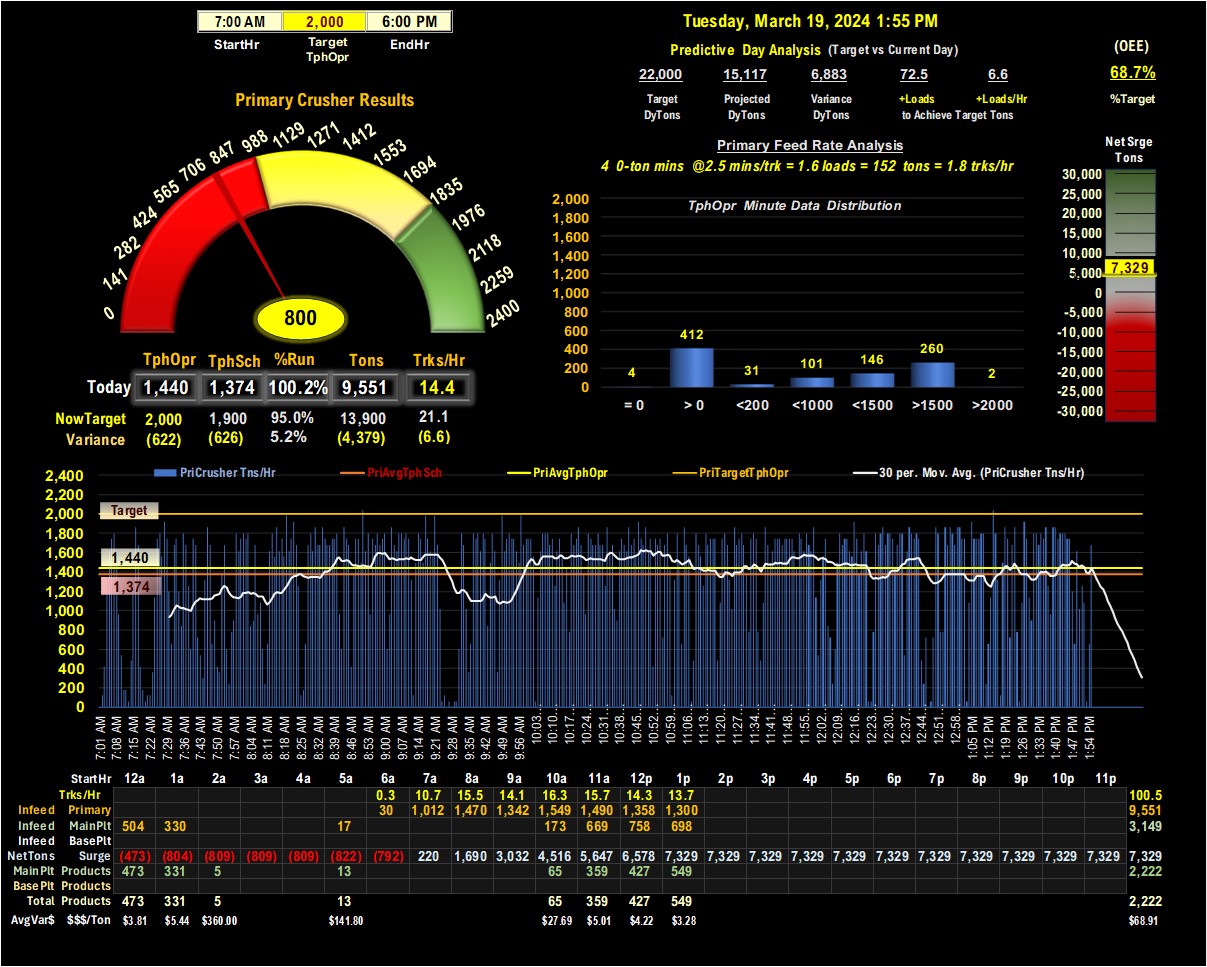 7:00 AM 2,000 6:00 PM
StartHr Target TphOpr EndHr
Tuesday, March 19, 2024 1:55 PM
Predictive Day Analysis (Target vs Current Day)
22,000 15,117 6,883 72.5 6.6
Target Projected Variance +Loads +Loads/Hr
DyTons DyTons DyTons to Achieve Target Tons
(OEE)
68.7%
%Target
Primary Crusher Results
0 141 282 424 565 706 847 988 1129 1271 1412 1553 1694 1835 1976 2118 2259 2400
800
TphOpr TphSch %Run Tons Trks/Hr
Today 1,440 1,374 100.2% 9,551 14.4
NowTarget 2,000 1,900 95.0% 13,900 21.1
Variance (622) (626) 5.2% (4,379) (6.6)
Primary Feed Rate Analysis
4 0-ton mins @2.5 mins/trk = 1.6 loads = 152 tons = 1.8 trks/hr
TphOpr Minute Data Distribution
2,000
1,800
1,600
1,400
1,200
1,000
800
600
400
200
0
4 412 31 101 146 260 2
= 0 > 0 <200 <1000 <1500 >1500 >2000
Net Srge
Tons
30,000
25,000
20,000
15,000
10,000
7,329
5,000
0
-5,000
-10,000
-15,000
-20,000
-25,000
-30,000
PriCrusher Tns/Hr PriAvgTphSch PriAvgTphOpr PriTargetTphOpr 30 per. Mov. Avg. (PriCrusher Tns/Hr)
2,400
2,200
2,000
1,800
1,600
1,400
1,200
1,000
800
600
400
200
0
Target
1,440
1,374
7:01 AM 7:08 AM 7:15 AM 7:22 AM 7:29 AM 7:36 AM 7:43 AM 7:50 AM 7:57 AM 8:04 AM 8:11 AM 8:18 AM 8:25 AM 8:32 AM 8:39 AM 8:46 AM 8:53 AM 9:00 AM 9:07 AM 9:14 AM 9:21 AM 9:28 AM 9:35 AM 9:42 AM 9:49 AM 9:56 AM 10:03… 10:10… 10:17… 10:24… 10:31… 10:38… 10:45… 10:52… 10:59… 11:06… 11:13… 11:20… 11:27… 11:34… 11:41… 11:48… 11:55… 12:02… 12:09… 12:16… 12:23… 12:30… 12:37… 12:44… 12:51… 12:58… 1:05 PM 1:12 PM 1:19 PM 1:26 PM 1:33 PM 1:40 PM 1:47 PM 1:54 PM
StartHr 12a 1a 2a 3a 4a 5a 6a 7a 8a 9a 10a 11a 12p 1p 2p 3p 4p 5p 6p 7p 8p 9p 10p 11p
Trks/Hr 0.3 10.7 15.5 14.1 16.3 15.7 14.3 13.7 100.5
Infeed Primary 30 1,012 1,470 1,342 1,549 1,490 1,358 1,300 9,551
Infeed MainPlt 504 330 17 173 669 758 698 3,149
Infeed BasePlt
NetTons Surge (473) (804) (809) (809) (809) (822) (792) 220 1,690 3,032 4,516 5,647 6,578 7,329 7,329 7,329 7,329 7,329 7,329 7,329 7,329 7,329 7,329 7,329 7,329
MainPlt Products 473 331 5 13 65 359 427 549 2,222
BasePlt Products
Total Products 473 331 5 13 65 359 427 549 2,222
AvgVar$ $$$/Ton $3.81 $5.44 $360.00 $141.80 $27.69 $5.01 $4.22 $3.28 $68.91